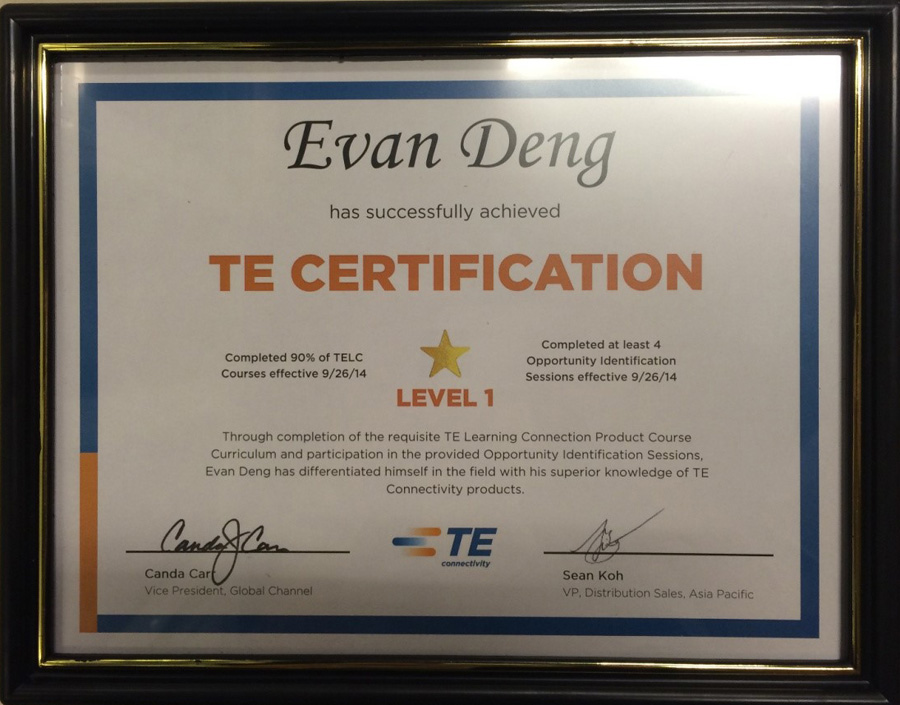 Evan Deng
has successfully achieved
TE CERTIFICATION
Completed 90% of TELC
Courses effective 9/26/14
Completed at least 4
Opportunity Identification
Sessions effective 9/26/14
LEVEL 1
Through completion of the requisite TE Learning Connection Product Course
Curriculum and participation in the provided Opportunity Identification Sessions,
Evan Deng has differentiated himself in the field with his superior knowledge of TE
Connectivity products.
Candy J Carr
TE
connectivity
Canda Carr
Vice President, Global Channel
Sean Koh
VP, Distribution Sales, Asia Pacific